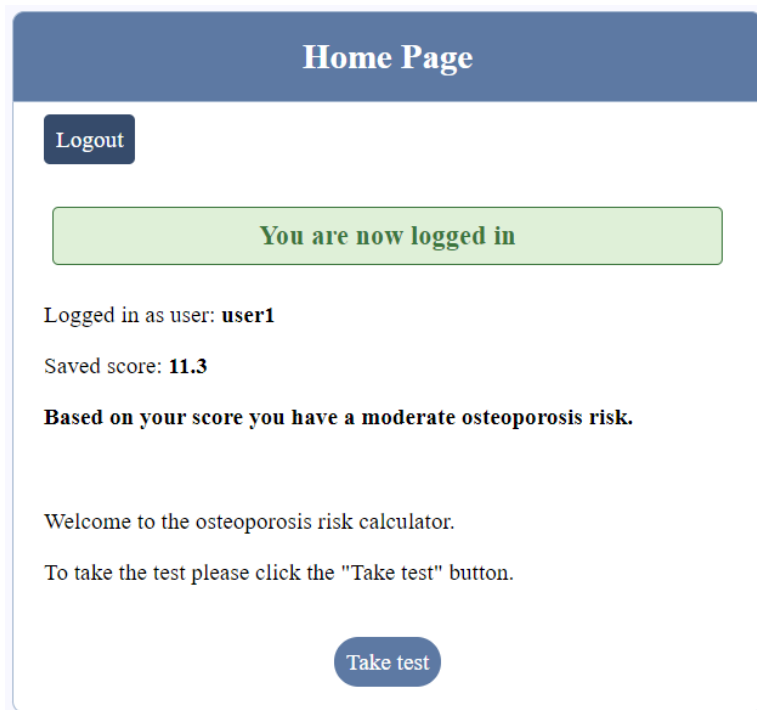 Home Page
Logout
You are now logged in
Logged in as user: user1
Saved score: 11.3
Based on your score you have a moderate osteoporosis risk.
Welcome to the osteoporosis risk calculator.
To take the test please click the "Take test" button.
Take test